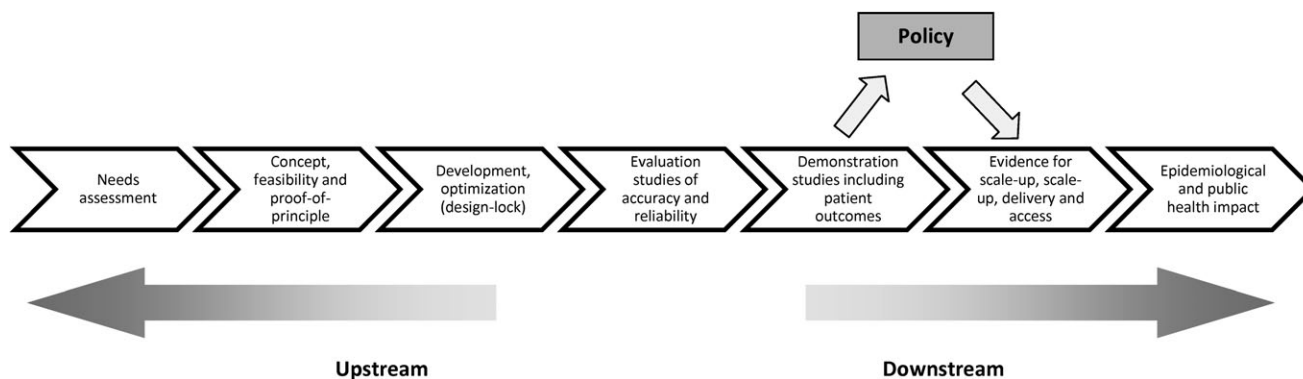 Policy
Needs
assessment
Concept,
feasibility and
proof-of-
principle
Development,
optimization
(design-lock)
Evaluation
studies of
accuracy and
reliability
Demonstration
studies including
patient
outcomes
Evidence for
scale-up, scale-
up, delivery and
access
Epidemiological
and public
health impact
Upstream
Downstream